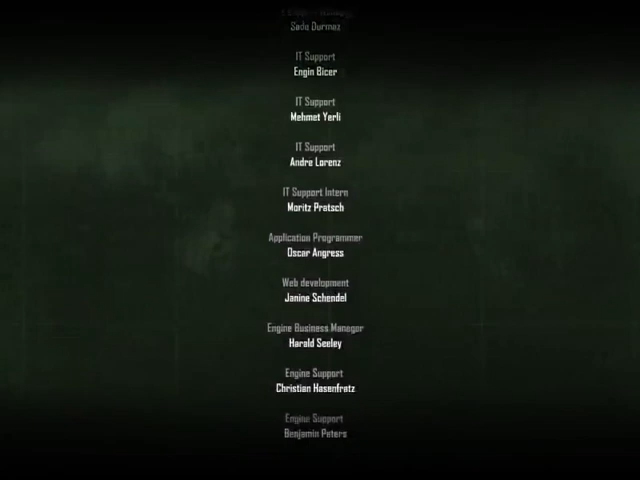 Sada Durmaz
IT Support
Engin Bicer
IT Support
Mehmet Yerli
IT Support
Andre Lorenz
IT Support Intern
Moritz Pratsch
Application Programmer
Oscar Angress
Web development
Janine Schendel
Engine Business Manager
Harald Seeley
Engine Support
Christian Hasenfratz
Engine Support
Benjamin Peters